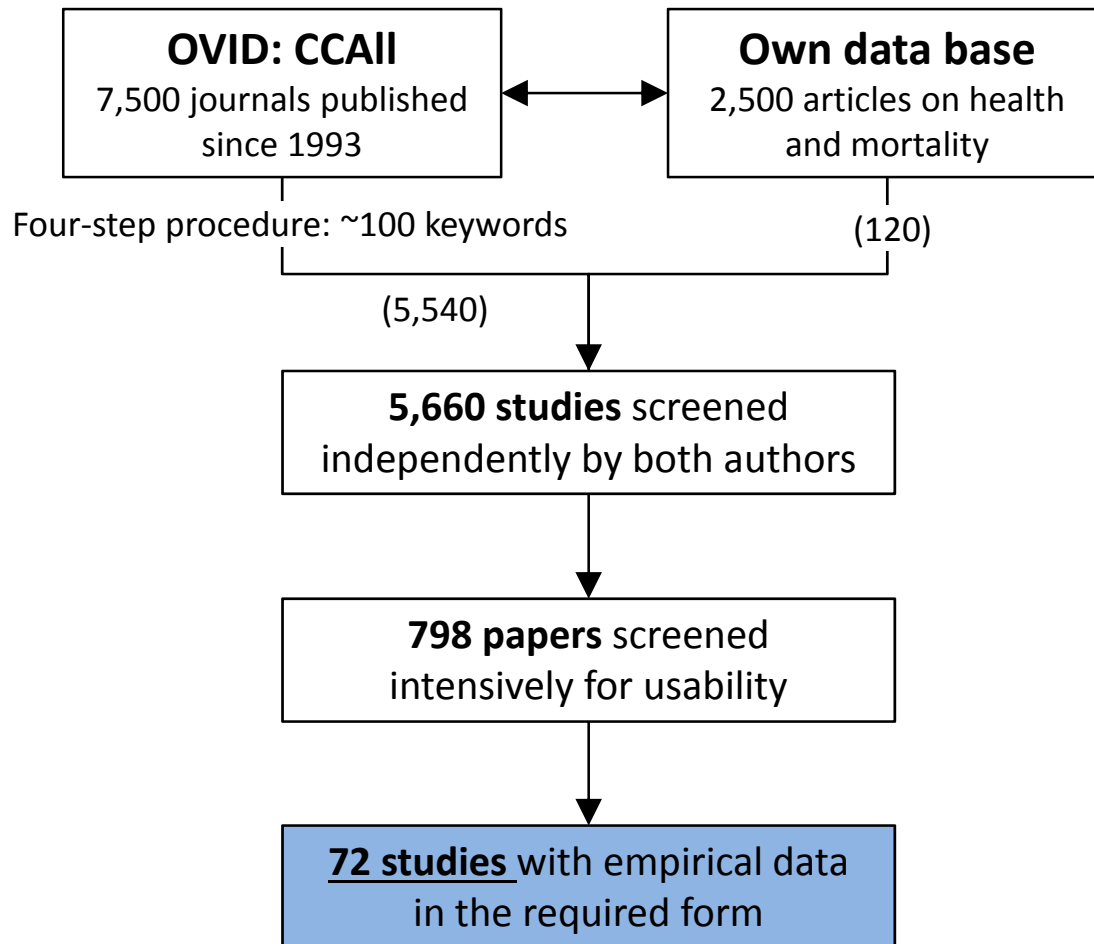 OVID: CCAll
7,500 journals published
since 1993
Own data base
2,500 articles on health
and mortality
Four-step procedure: ~100 keywords
(120)
(5,540)
5,660 studies screened
independently by both authors
798 papers screened
intensively for usability
72 studies with empirical data
in the required form